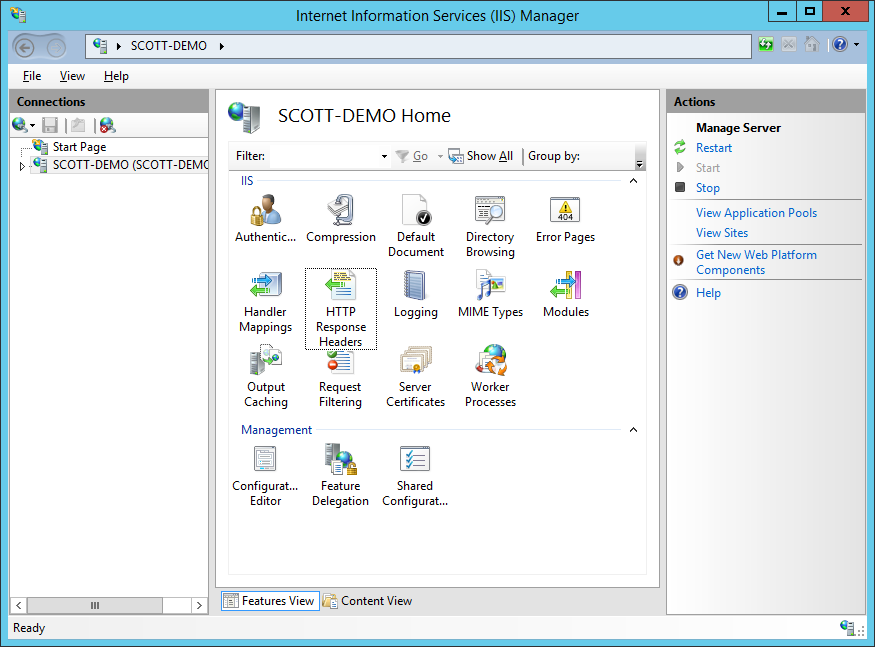 Internet Information Services (IIS) Manager
SCOTT-DEMO
File View Help
Connections
Start Page
SCOTT-DEMO (SCOTT-DEMO
SCOTT-DEMO Home
Filter: Go Show All Group by:
IIS
Authentic... Compression Default Document Directory Browsing Error Pages
404
Handler Mappings HTTP Response Headers Logging MIME Types Modules
Output Caching Request Filtering Server Certificates Worker Processes
Management
Configurat... Editor Feature Delegation Shared Configurat...
Features View Content View
Actions
Manage Server
Restart
Start
Stop
View Application Pools
View Sites
Get New Web Platform
Components
Help
Ready